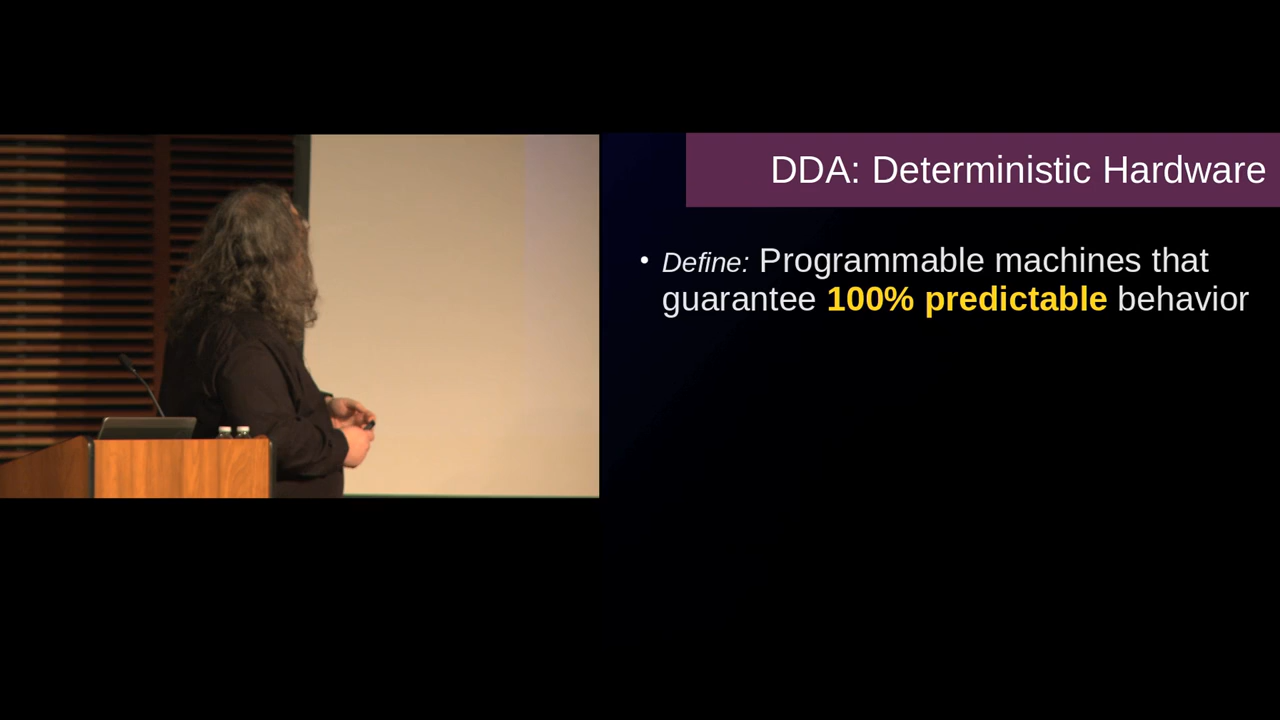 DDA: Deterministic Hardware
• Define: Programmable machines that
guarantee 100% predictable behavior